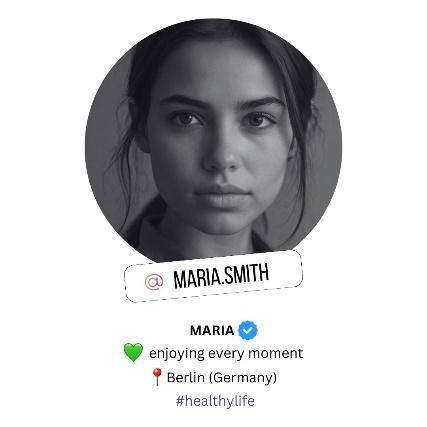 @ MARIA.SMITH
MARIA
💚 enjoying every moment
📍Berlin (Germany)
#healthylife